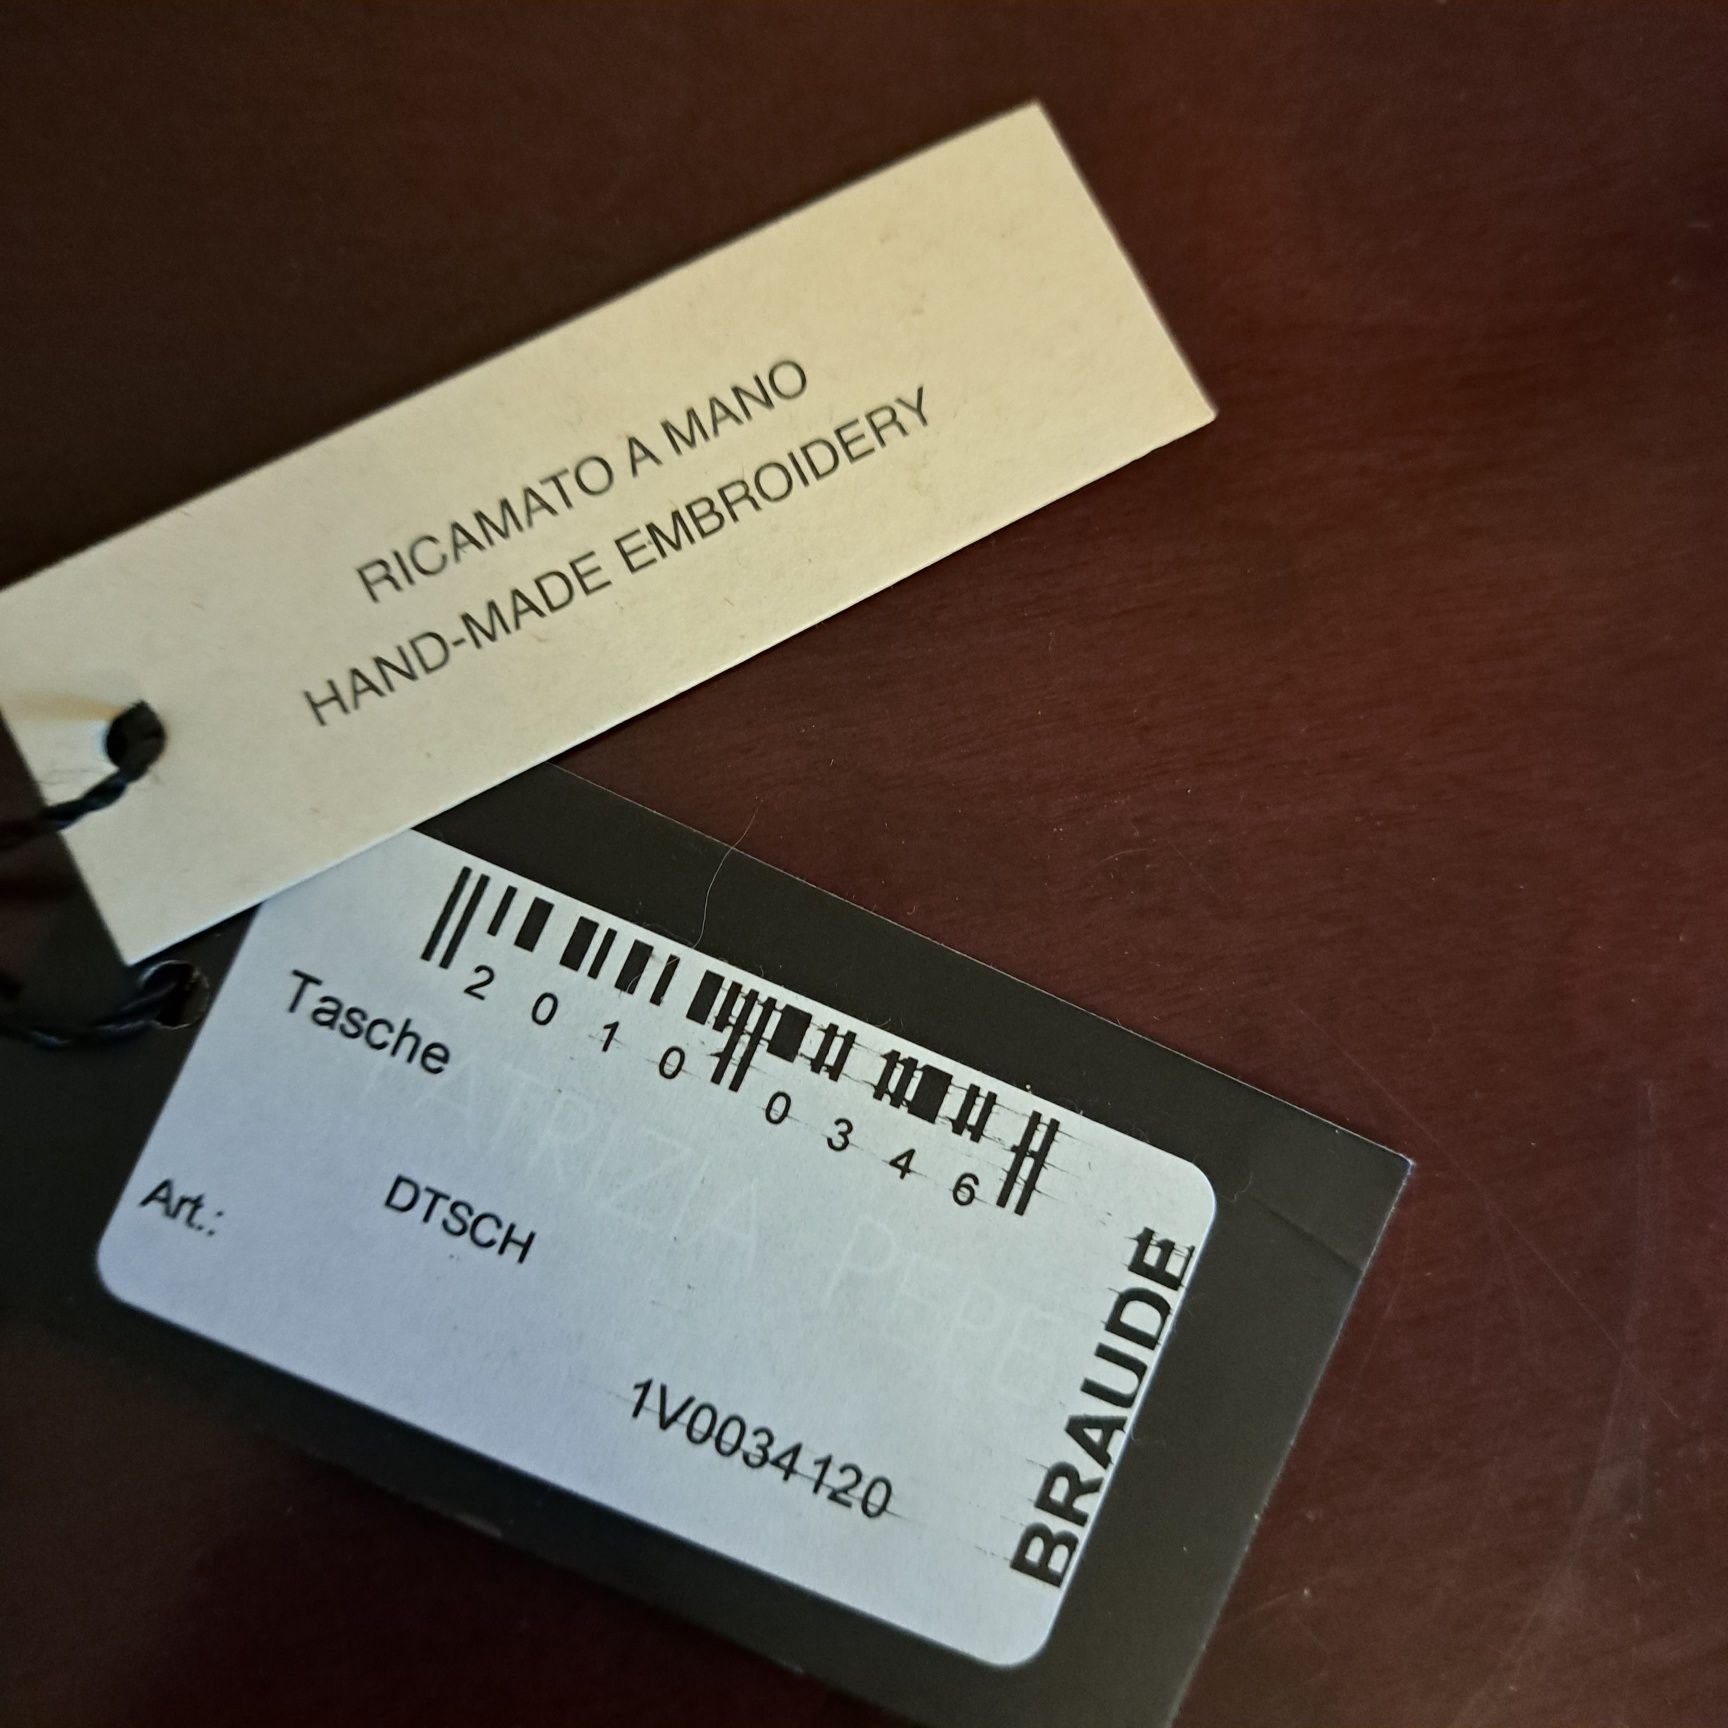 RICAMATO A MANO
HAND-MADE EMBROIDERY
2010 0346
Tasche
PATRIZIA PEPE
Art.:
DTSCH
1V0034120
BRAUDE